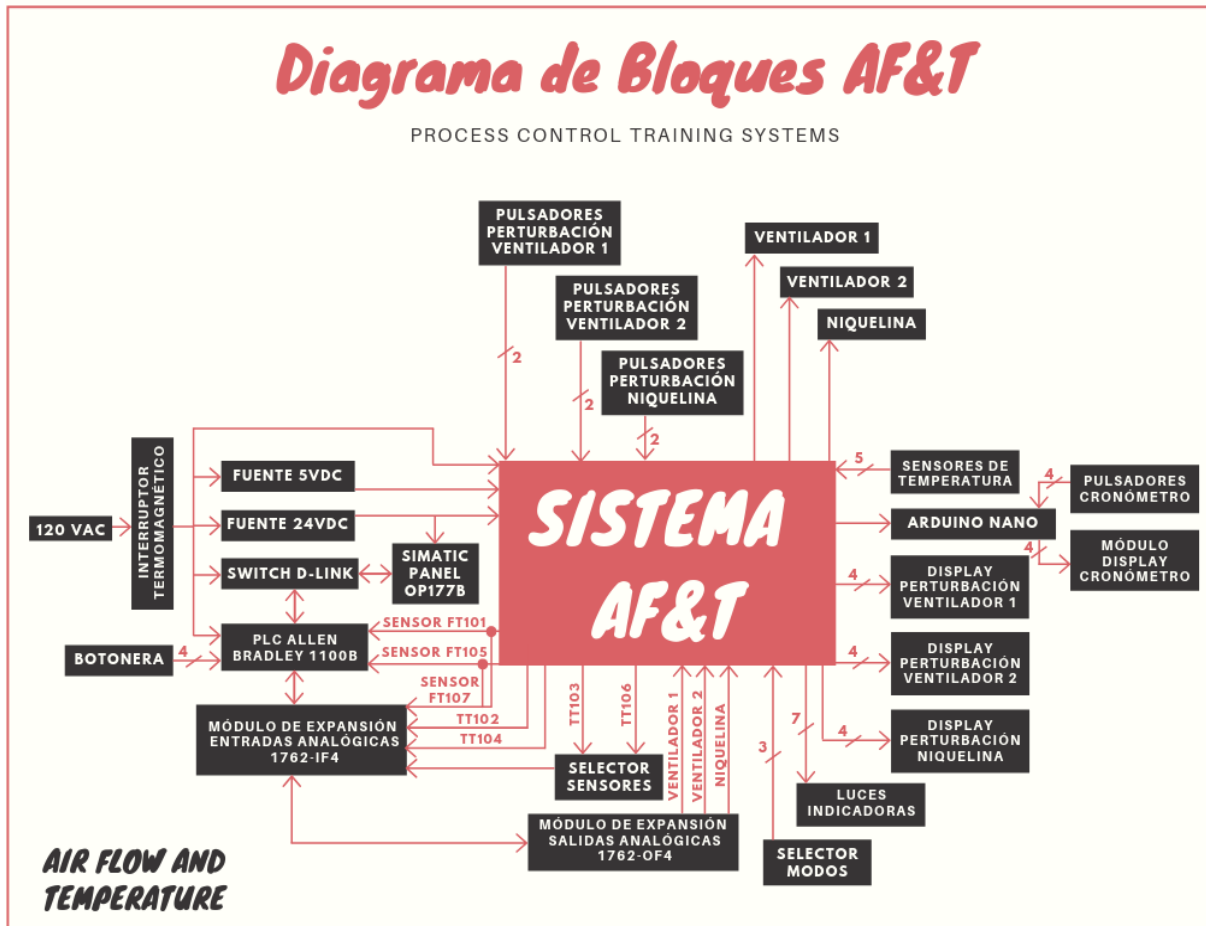 Diagrama de Bloques AF&T
PROCESS CONTROL TRAINING SYSTEMS
PULSADORES
PERTURBACIÓN
VENTILADOR 1
2
PULSADORES
PERTURBACIÓN
VENTILADOR 2
2
PULSADORES
PERTURBACIÓN
NIQUELINA
2
VENTILADOR 1
VENTILADOR 2
NIQUELINA
120 VAC
INTERRUPTOR
TERMOMAGNÉTICO
FUENTE 5VDC
FUENTE 24VDC
SWITCH D-LINK
SIMATIC
PANEL
OP177B
BOTONERA
4
PLC ALLEN
BRADLEY 1100B
SENSOR FT101
SENSOR FT105
SENSOR
FT107
TT102
TT104
MÓDULO DE EXPANSIÓN
ENTRADAS ANALÓGICAS
1762-IF4
SISTEMA
AF&T
5
SENSORES DE
TEMPERATURA
ARDUINO NANO
4
PULSADORES
CRONÓMETRO
4
MÓDULO
DISPLAY
CRONÓMETRO
4
DISPLAY
PERTURBACIÓN
VENTILADOR 1
4
DISPLAY
PERTURBACIÓN
VENTILADOR 2
4
DISPLAY
PERTURBACIÓN
NIQUELINA
TT103
TT106
SELECTOR
SENSORES
VENTILADOR 1
VENTILADOR 2
NIQUELINA
MÓDULO DE EXPANSIÓN
SALIDAS ANALÓGICAS
1762-OF4
3
SELECTOR
MODOS
7
LUCES
INDICADORAS
AIR FLOW AND
TEMPERATURE